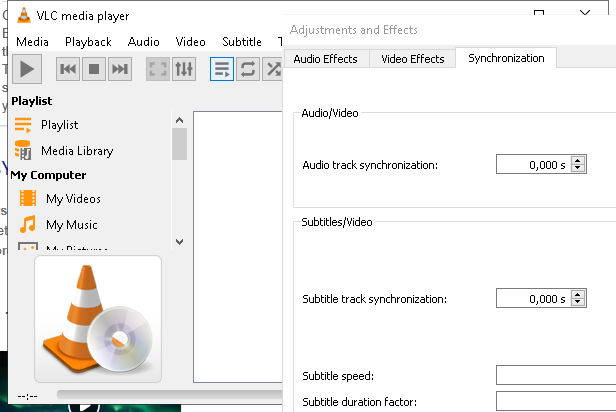 VLC media player
Media Playback Audio Video Subtitle
Adjustments and Effects
Audio Effects Video Effects Synchronization
Playlist
Playlist
Media Library
My Computer
My Videos
My Music
My Pictures
--:--
Audio/Video
Audio track synchronization: 0,000 s
Subtitles/Video
Subtitle track synchronization: 0,000 s
Subtitle speed:
Subtitle duration factor: